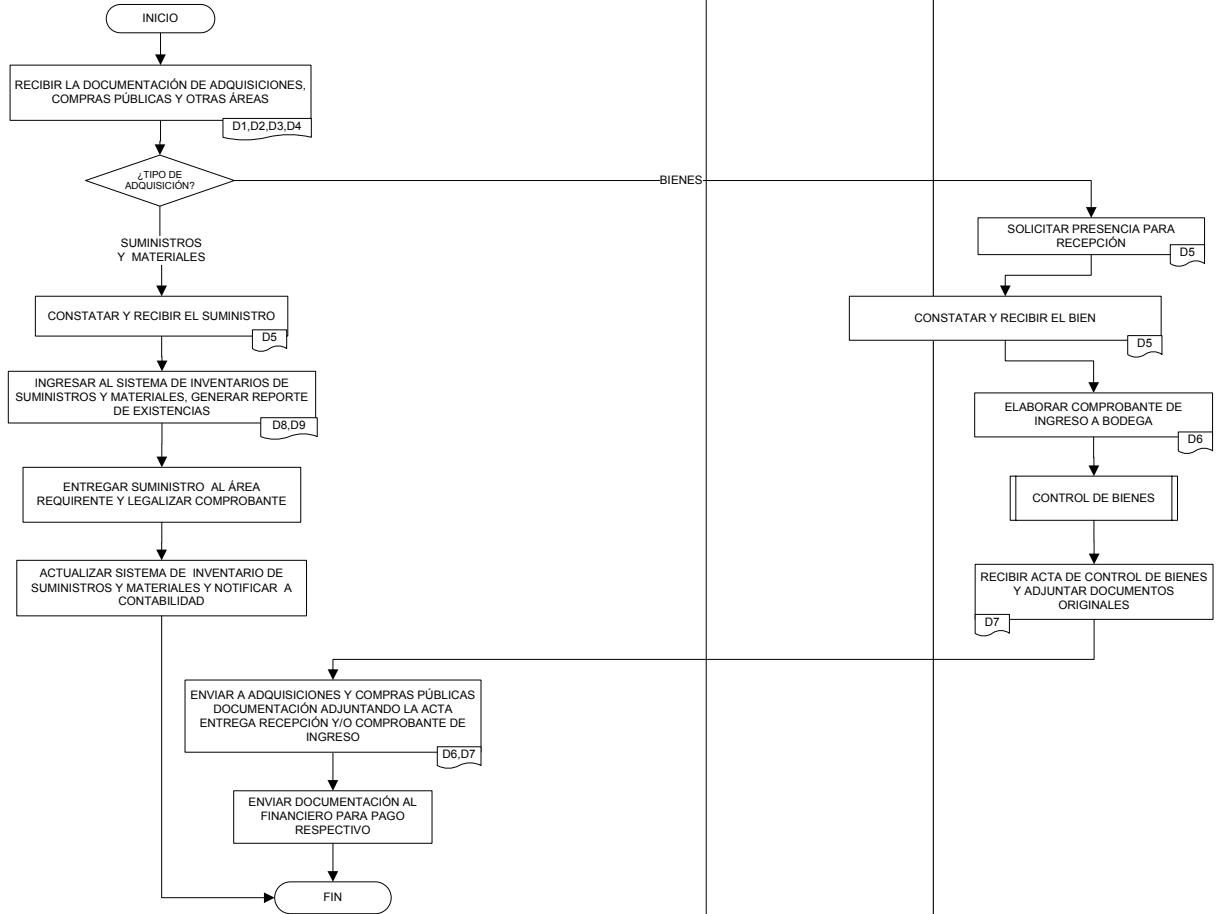 INICIO
RECIBIR LA DOCUMENTACIÓN DE ADQUISICIONES,
COMPRAS PÚBLICAS Y OTRAS ÁREAS
D1,D2,D3,D4
¿TIPO DE
ADQUISICIÓN?
BIENES
SUMINISTROS
Y MATERIALES
SOLICITAR PRESENCIA PARA
RECEPCIÓN
D5
CONSTATAR Y RECIBIR EL SUMINISTRO
D5
CONSTATAR Y RECIBIR EL BIEN
D5
INGRESAR AL SISTEMA DE INVENTARIOS DE
SUMINISTROS Y MATERIALES, GENERAR REPORTE
DE EXISTENCIAS
D8,D9
ELABORAR COMPROBANTE DE
INGRESO A BODEGA
D6
ENTREGAR SUMINISTRO AL ÁREA
REQUIRENTE Y LEGALIZAR COMPROBANTE
CONTROL DE BIENES
ACTUALIZAR SISTEMA DE INVENTARIO DE
SUMINISTROS Y MATERIALES Y NOTIFICAR A
CONTABILIDAD
RECIBIR ACTA DE CONTROL DE BIENES
Y ADJUNTAR DOCUMENTOS
ORIGINALES
D7
ENVIAR A ADQUISICIONES Y COMPRAS PÚBLICAS
DOCUMENTACIÓN ADJUNTANDO LA ACTA
ENTREGA RECEPCIÓN Y/O COMPROBANTE DE
INGRESO
D6,D7
ENVIAR DOCUMENTACIÓN AL
FINANCIERO PARA PAGO
RESPECTIVO
FIN